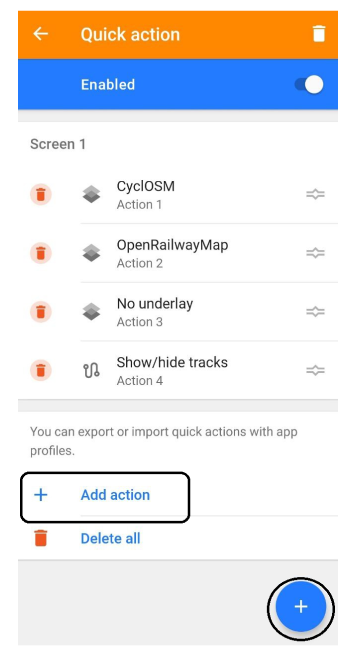 Quick action
Enabled
Screen 1
CyclOSM
Action 1
OpenRailwayMap
Action 2
No underlay
Action 3
Show/hide tracks
Action 4
You can export or import quick actions with app
profiles.
+ Add action
Delete all
+